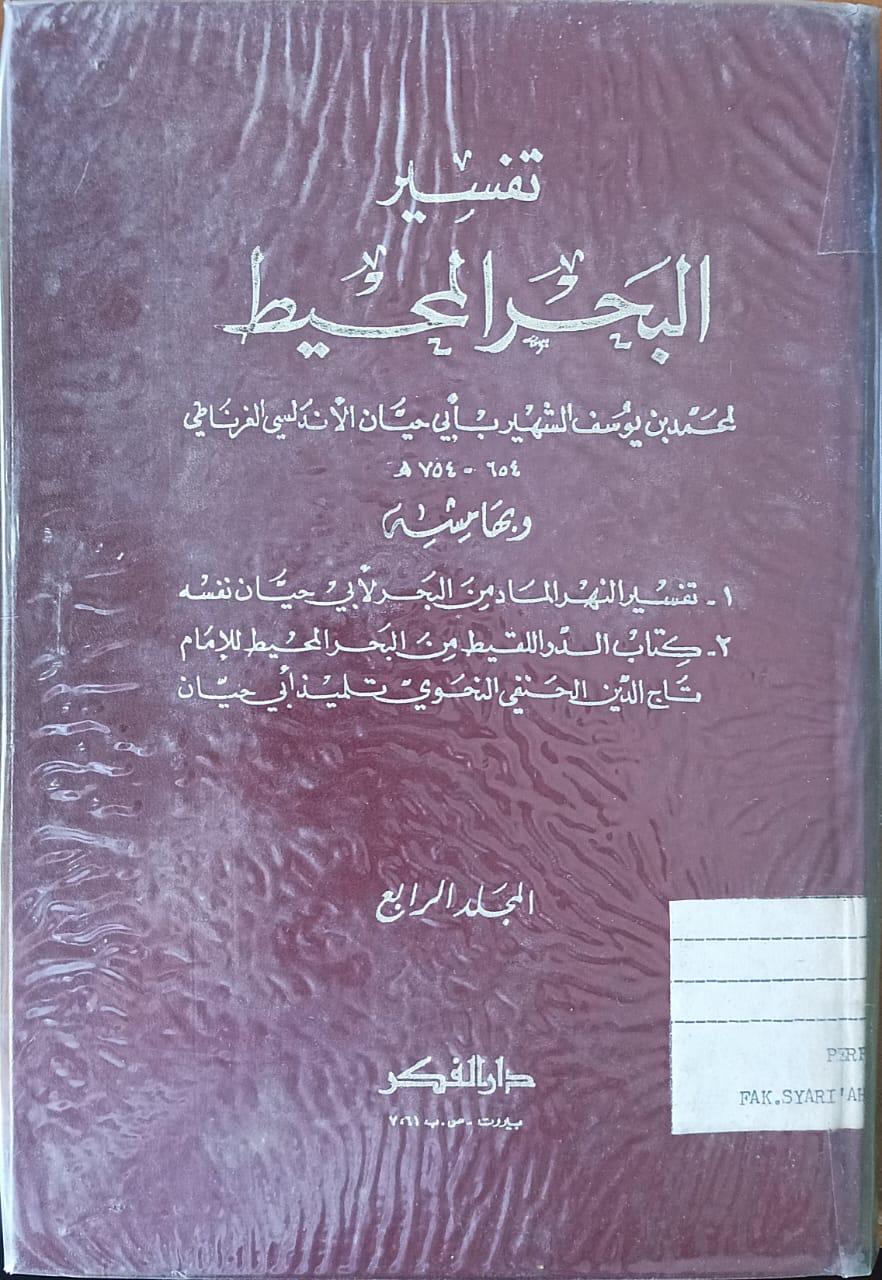 تفسير
البحر المحيط
لمحمد بن يوسف الشهير بأبي حيان الأندلسي الغرناطي
٦٥٤ - ٧٥٤ هـ
وبهامشه
١- تفسير النهر الماد من البحر لأبي حيان نفسه
٢- كتاب الدر اللقيط من البحر المحيط للإمام
تاج الدين الحنفي النحوي تلميذ أبي حيان
المجلد الرابع
دار الفكر
بيروت - ص.ب ٧٠٦١
PERP
FAK.SYARI'AH